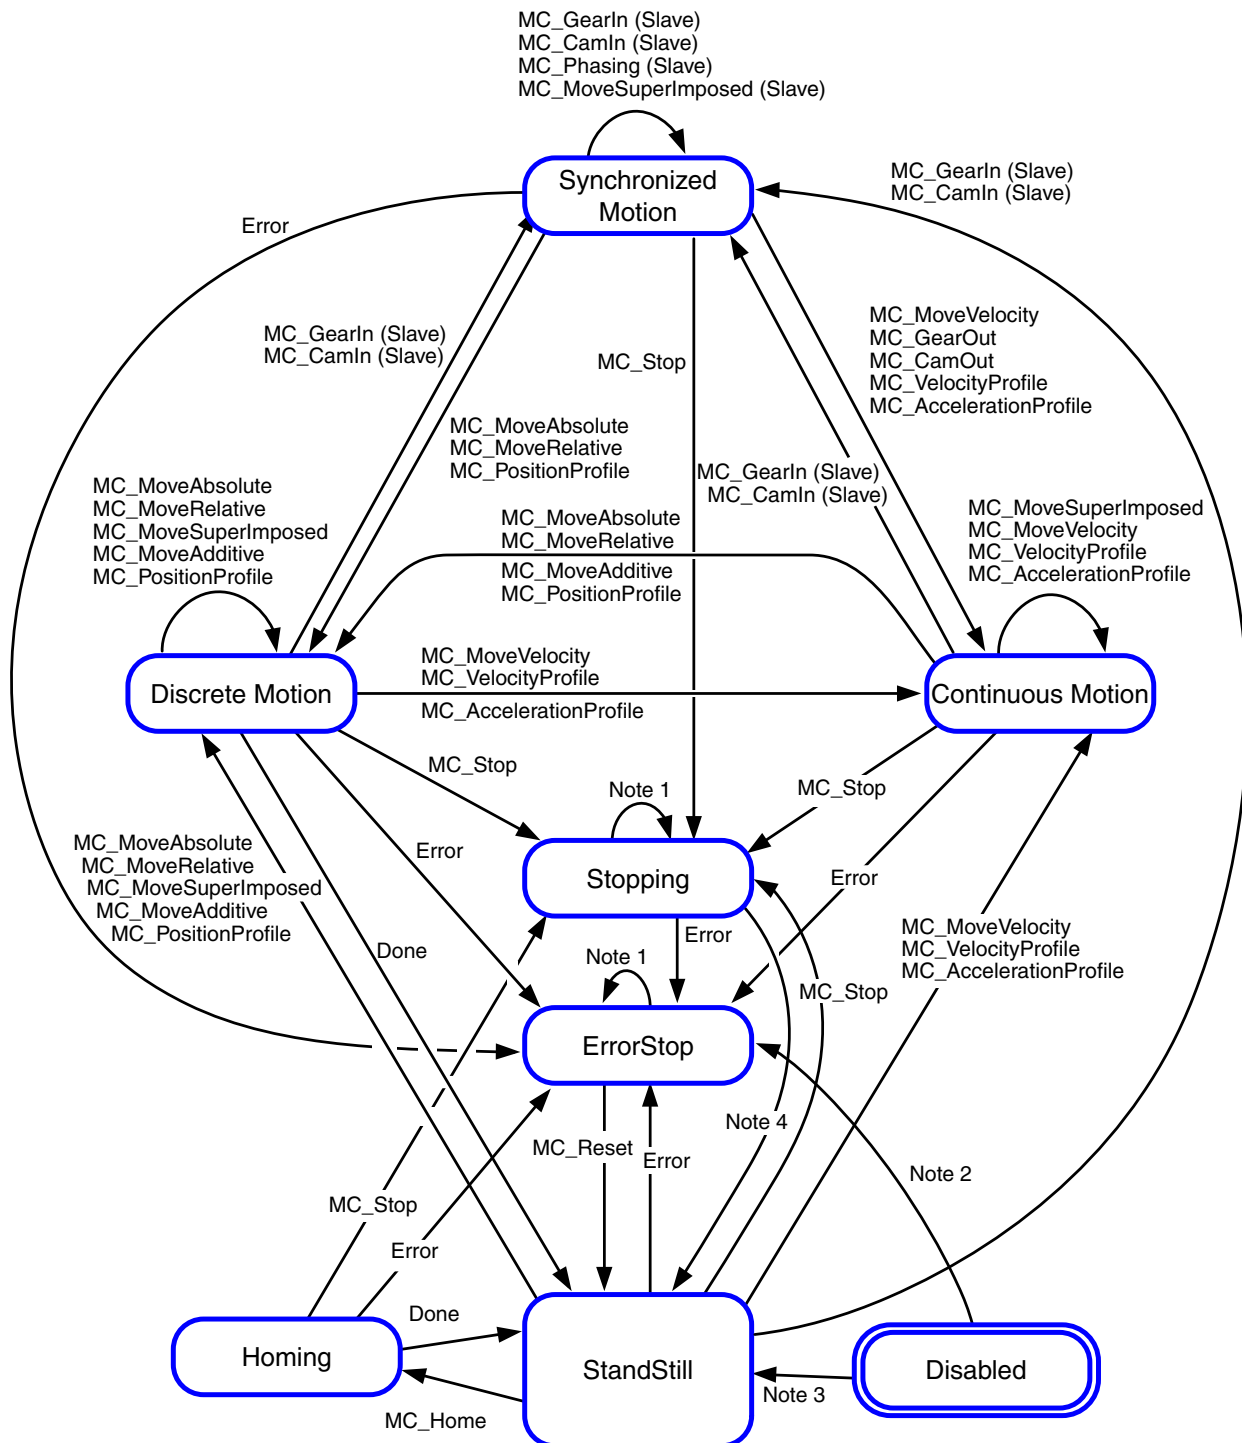 MC_GearIn (Slave)
MC_CamIn (Slave)
MC_Phasing (Slave)
MC_MoveSuperImposed (Slave)
Synchronized
Motion
MC_GearIn (Slave)
MC_CamIn (Slave)
Error
MC_GearIn (Slave)
MC_CamIn (Slave)
MC_Stop
MC_MoveVelocity
MC_GearOut
MC_CamOut
MC_VelocityProfile
MC_AccelerationProfile
MC_MoveAbsolute
MC_MoveRelative
MC_PositionProfile
MC_GearIn (Slave)
MC_CamIn (Slave)
MC_MoveAbsolute
MC_MoveRelative
MC_MoveSuperImposed
MC_MoveAdditive
MC_PositionProfile
MC_MoveAbsolute
MC_MoveRelative
MC_MoveAdditive
MC_PositionProfile
MC_MoveSuperImposed
MC_MoveVelocity
MC_VelocityProfile
MC_AccelerationProfile
Discrete Motion
MC_MoveVelocity
MC_VelocityProfile
MC_AccelerationProfile
Continuous Motion
MC_Stop
Note 1
MC_Stop
MC_MoveAbsolute
MC_MoveRelative
MC_MoveSuperImposed
MC_MoveAdditive
MC_PositionProfile
Error
Stopping
Error
Done
Error
MC_MoveVelocity
MC_VelocityProfile
MC_AccelerationProfile
Note 1
MC_Stop
ErrorStop
MC_Reset
Error
Note 4
Note 2
MC_Stop
Error
Done
Homing
StandStill
Disabled
Note 3
MC_Home